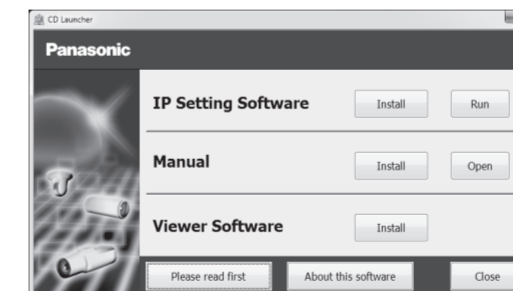 CD Launcher
Panasonic
IP Setting Software Install Run
Manual Install Open
Viewer Software Install
Please read first About this software Close